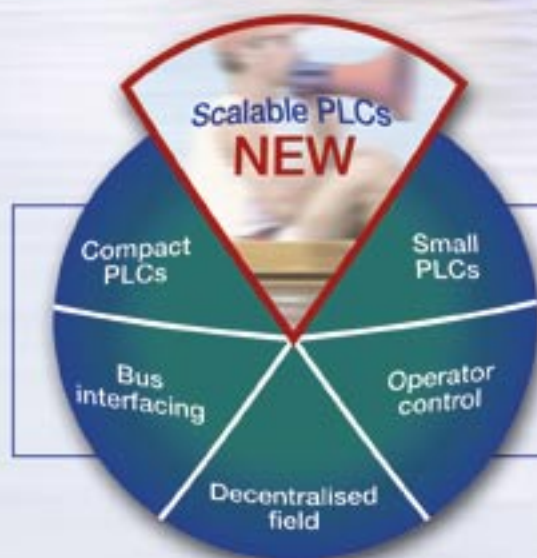 Scalable PLCs
NEW
Compact
PLCs
Small
PLCs
Bus
interfacing
Operator
control
Decentralised
field